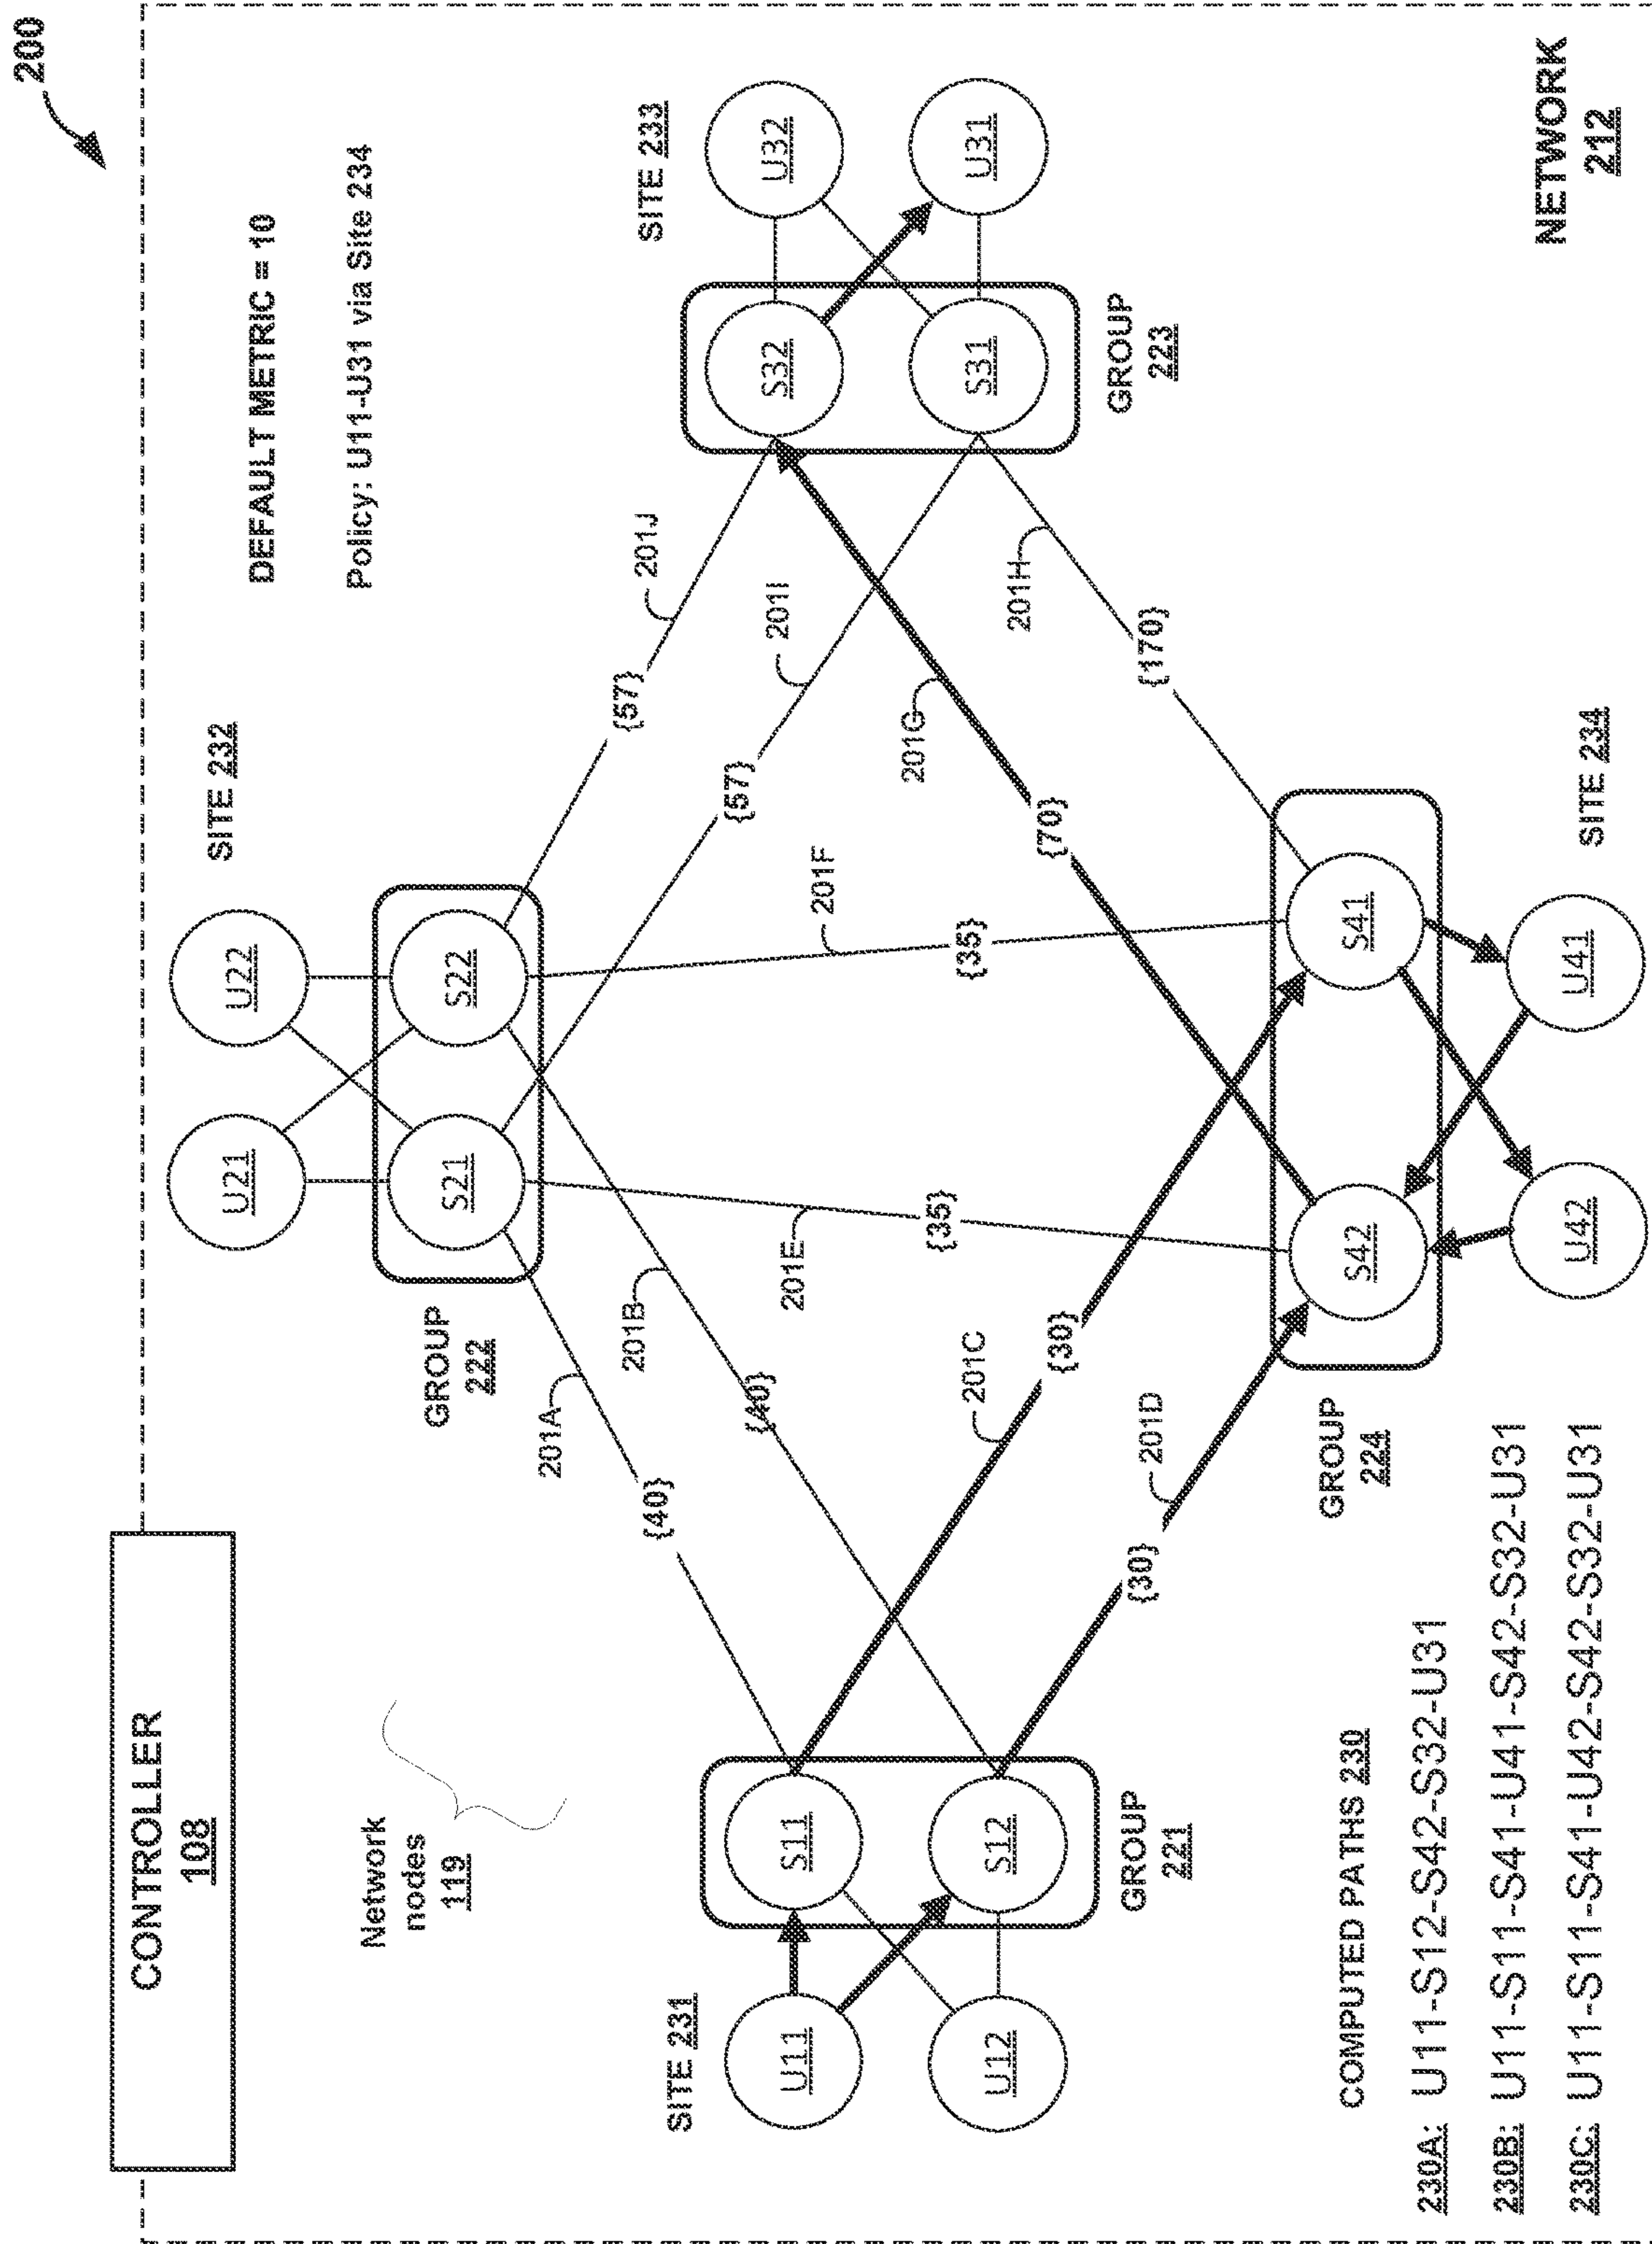 200
CONTROLLER
108
DEFAULT METRIC = 10
Policy: U11-U31 via Site 234
Network
nodes
119
SITE 232
U21
U22
S21
S22
GROUP
222
SITE 231
U11
U12
S11
S12
GROUP
221
SITE 233
S32
U32
S31
U31
GROUP
223
201A
{40}
201B
{40}
201C
{30}
201D
{30}
201E
{35}
201F
{35}
201G
{70}
201H
{170}
201I
{57}
201J
{57}
S42
S41
U42
U41
GROUP
224
SITE 234
COMPUTED PATHS 230
230A: U11-S12-S42-S32-U31
230B: U11-S11-S41-U41-S42-S32-U31
230C: U11-S11-S41-U42-S42-S32-U31
NETWORK
212